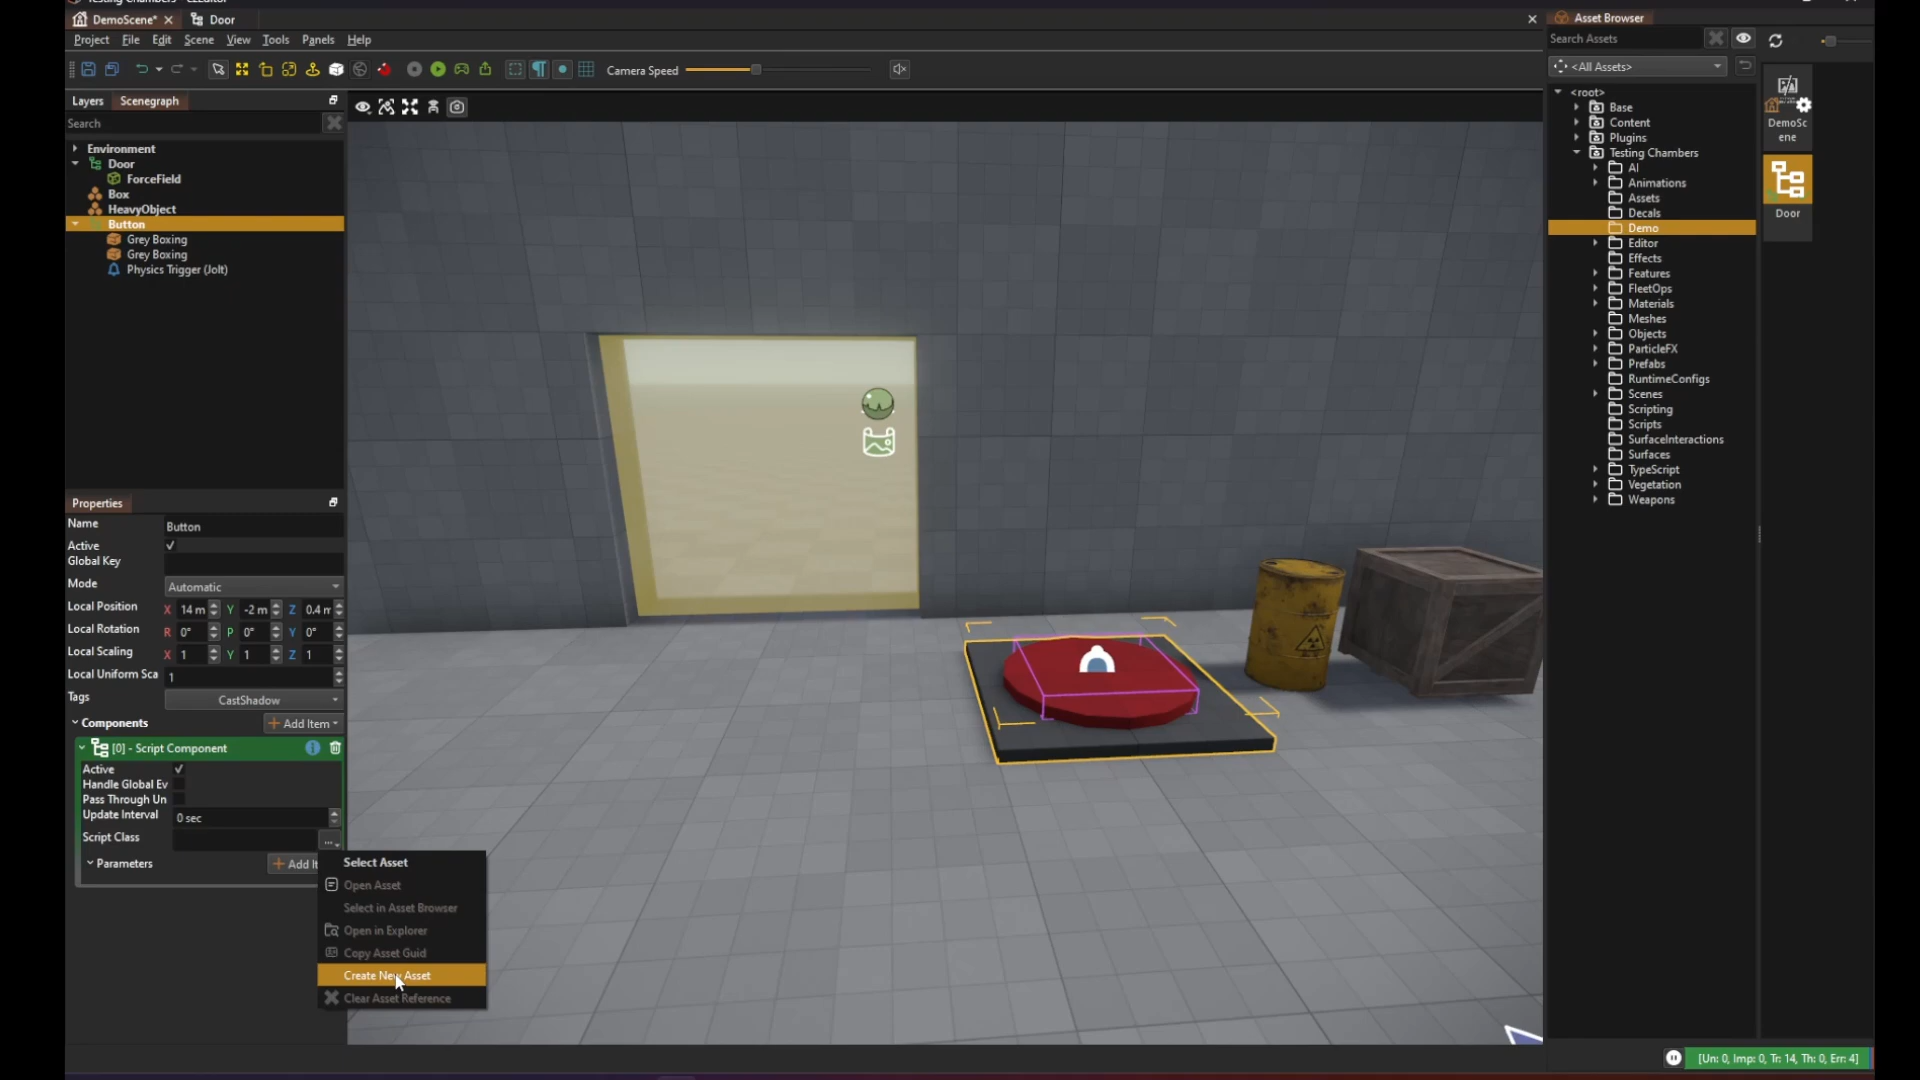 DemoScene*
Door
Project File Edit Scene View Tools Panels Help
Camera Speed
Layers Scenegraph
Search
Environment
Door
ForceField
Box
HeavyObject
Button
Grey Boxing
Grey Boxing
Physics Trigger (Jolt)
Properties
Name Button
Active
Global Key
Mode Automatic
Local Position X 14 m Y -2 m Z 0.4 m
Local Rotation R 0° P 0° Y 0°
Local Scaling X 1 Y 1 Z 1
Local Uniform Sca 1
Tags CastShadow
Components Add Item
[0] - Script Component
Active
Handle Global Ev
Pass Through Un
Update Interval 0 sec
Script Class ...
Parameters Add It
Select Asset
Open Asset
Select in Asset Browser
Open in Explorer
Copy Asset Guid
Create New Asset
Clear Asset Reference
Asset Browser
Search Assets
<All Assets>
<root>
Base
Content
Plugins
Testing Chambers
AI
Animations
Assets
Decals
Demo
Editor
Effects
Features
FleetOps
Materials
Meshes
Objects
ParticleFX
Prefabs
RuntimeConfigs
Scenes
Scripting
Scripts
SurfaceInteractions
Surfaces
TypeScript
Vegetation
Weapons
DemoSc
ene
Door
[Un: 0, Imp: 0, Tr: 14, Th: 0, Err: 4]